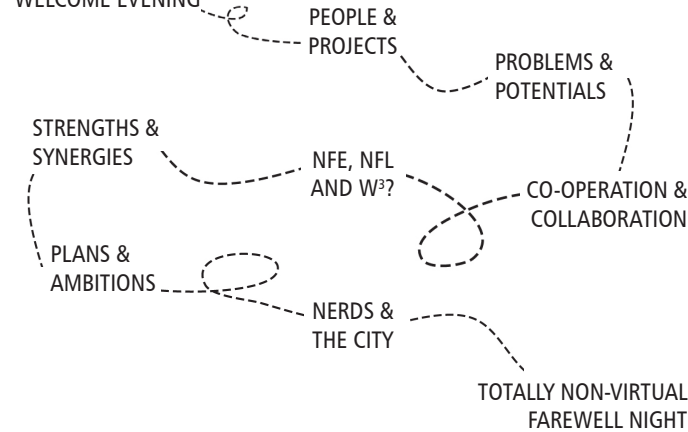 WELCOME EVENING
PEOPLE &
PROJECTS
PROBLEMS &
POTENTIALS
CO-OPERATION &
COLLABORATION
NFE, NFL
AND W³?
STRENGTHS &
SYNERGIES
PLANS &
AMBITIONS
NERDS &
THE CITY
TOTALLY NON-VIRTUAL
FAREWELL NIGHT